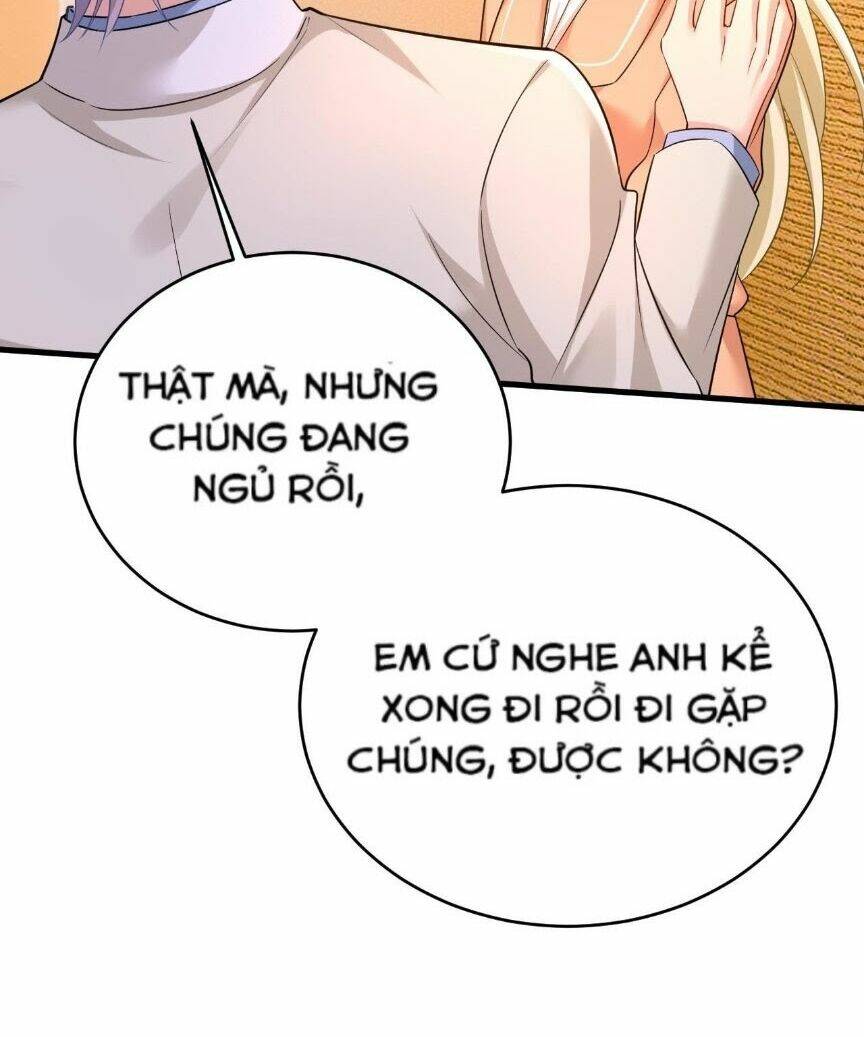 THẬT MÀ, NHƯNG
CHÚNG ĐANG
NGỦ RỒI,
EM CỨ NGHE ANH KỂ
XONG ĐI RỒI ĐI GẶP
CHÚNG, ĐƯỢC KHÔNG?